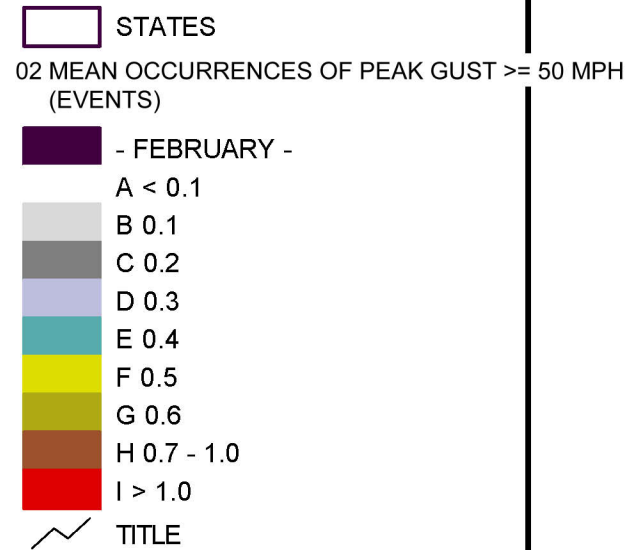 STATES
02 MEAN OCCURRENCES OF PEAK GUST >= 50 MPH
(EVENTS)
- FEBRUARY -
A < 0.1
B 0.1
C 0.2
D 0.3
E 0.4
F 0.5
G 0.6
H 0.7 - 1.0
I > 1.0
TITLE